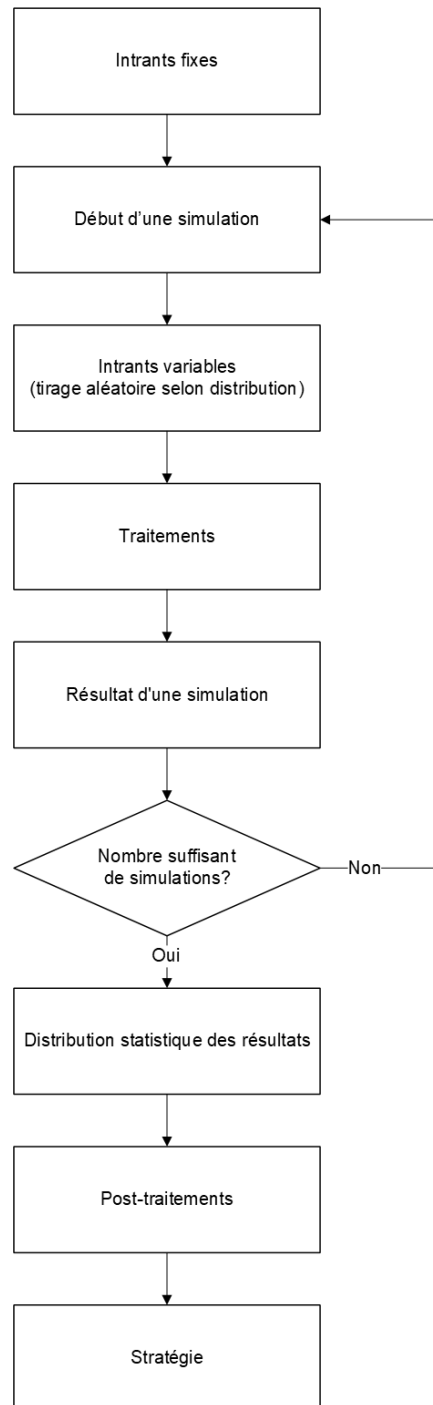 Intrants fixes
Début d’une simulation
Intrants variables
(tirage aléatoire selon distribution)
Traitements
Résultat d'une simulation
Nombre suffisant
de simulations?
Non
Oui
Distribution statistique des résultats
Post-traitements
Stratégie